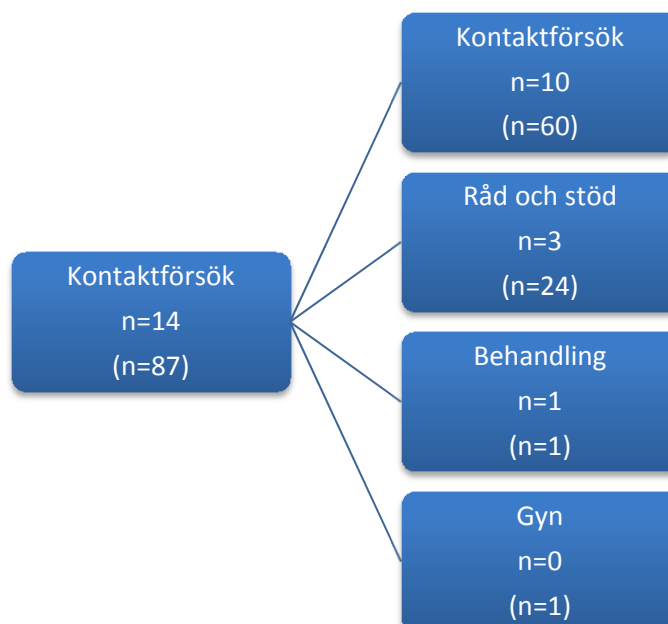 Kontaktförsök
n=14
(n=87)
Kontaktförsök
n=10
(n=60)
Råd och stöd
n=3
(n=24)
Behandling
n=1
(n=1)
Gyn
n=0
(n=1)